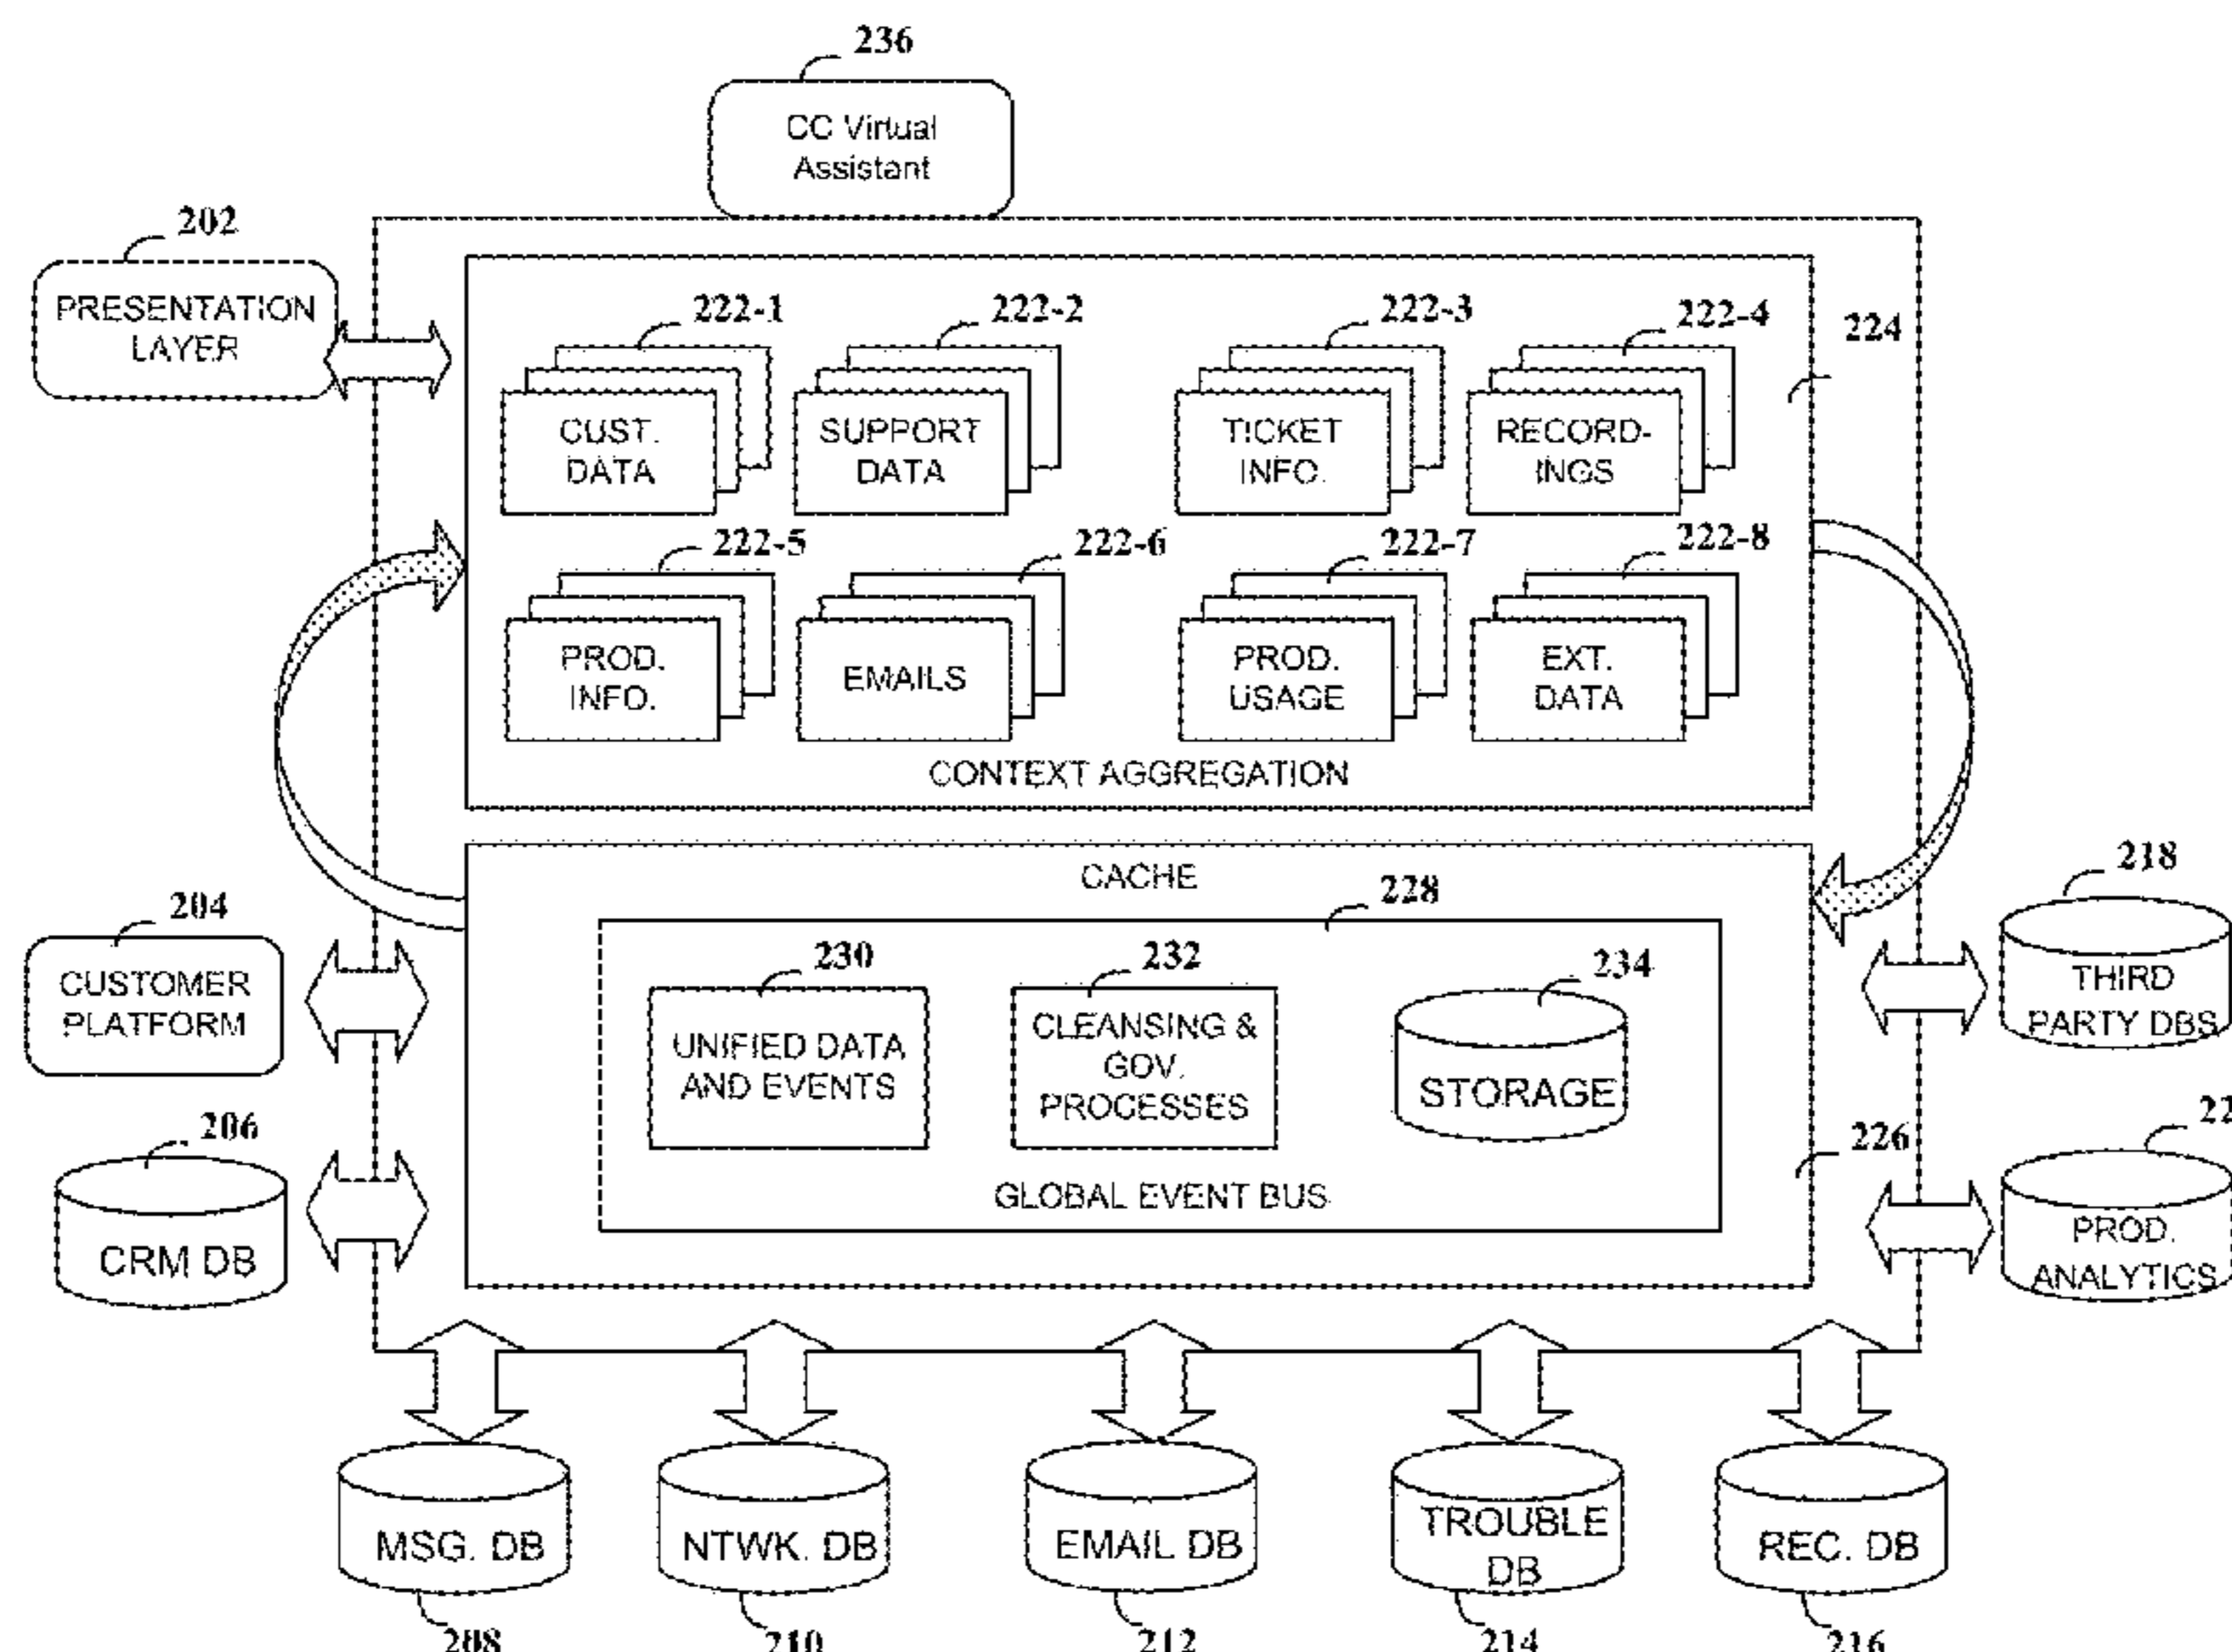 236
CC Virtual
Assistant
202
PRESENTATION
LAYER
222-1
222-2
222-3
222-4
224
CUST.
DATA
SUPPORT
DATA
TICKET
INFO.
RECORD-
INGS
222-5
222-6
222-7
222-8
PROD.
INFO.
EMAILS
PROD.
USAGE
EXT.
DATA
CONTEXT AGGREGATION
CACHE
228
218
204
CUSTOMER
PLATFORM
230
232
234
THIRD
PARTY DBS
UNIFIED DATA
AND EVENTS
CLEANSING &
GOV.
PROCESSES
STORAGE
206
CRM DB
226
22
GLOBAL EVENT BUS
PROD.
ANALYTICS
MSG. DB
NTWK. DB
EMAIL DB
TROUBLE
DB
REC. DB
208
210
212
214
216